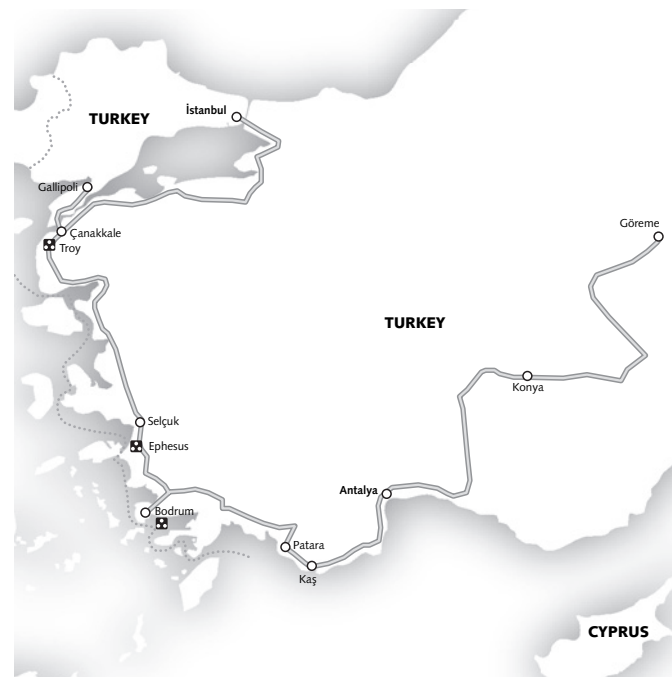 İstanbul
TURKEY
Gallipoli
Göreme
Çanakkale
Troy
TURKEY
Konya
Selçuk
Ephesus
Antalya
Bodrum
Patara
Kaş
CYPRUS